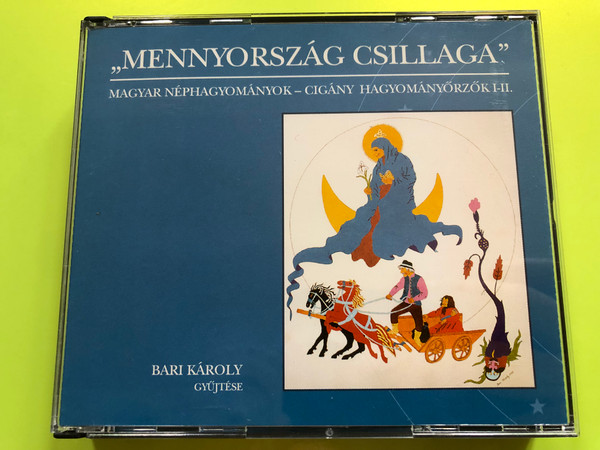 „MENNYORSZÁG CSILLAGA”
MAGYAR NÉPHAGYOMÁNYOK – CIGÁNY HAGYOMÁNYŐRZŐK I-II.
BARI KÁROLY
GYŰJTÉSE